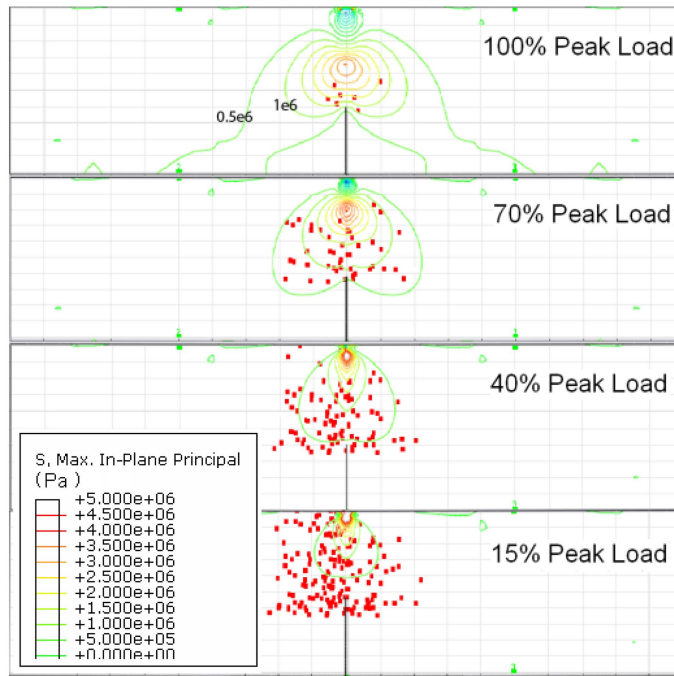 100% Peak Load
0.5e6
1e6
70% Peak Load
40% Peak Load
S, Max. In-Plane Principal
(Pa)
+5.000e+06
+4.500e+06
+4.000e+06
+3.500e+06
+3.000e+06
+2.500e+06
+2.000e+06
+1.500e+06
+1.000e+06
+5.000e+05
+0.000e+00
15% Peak Load